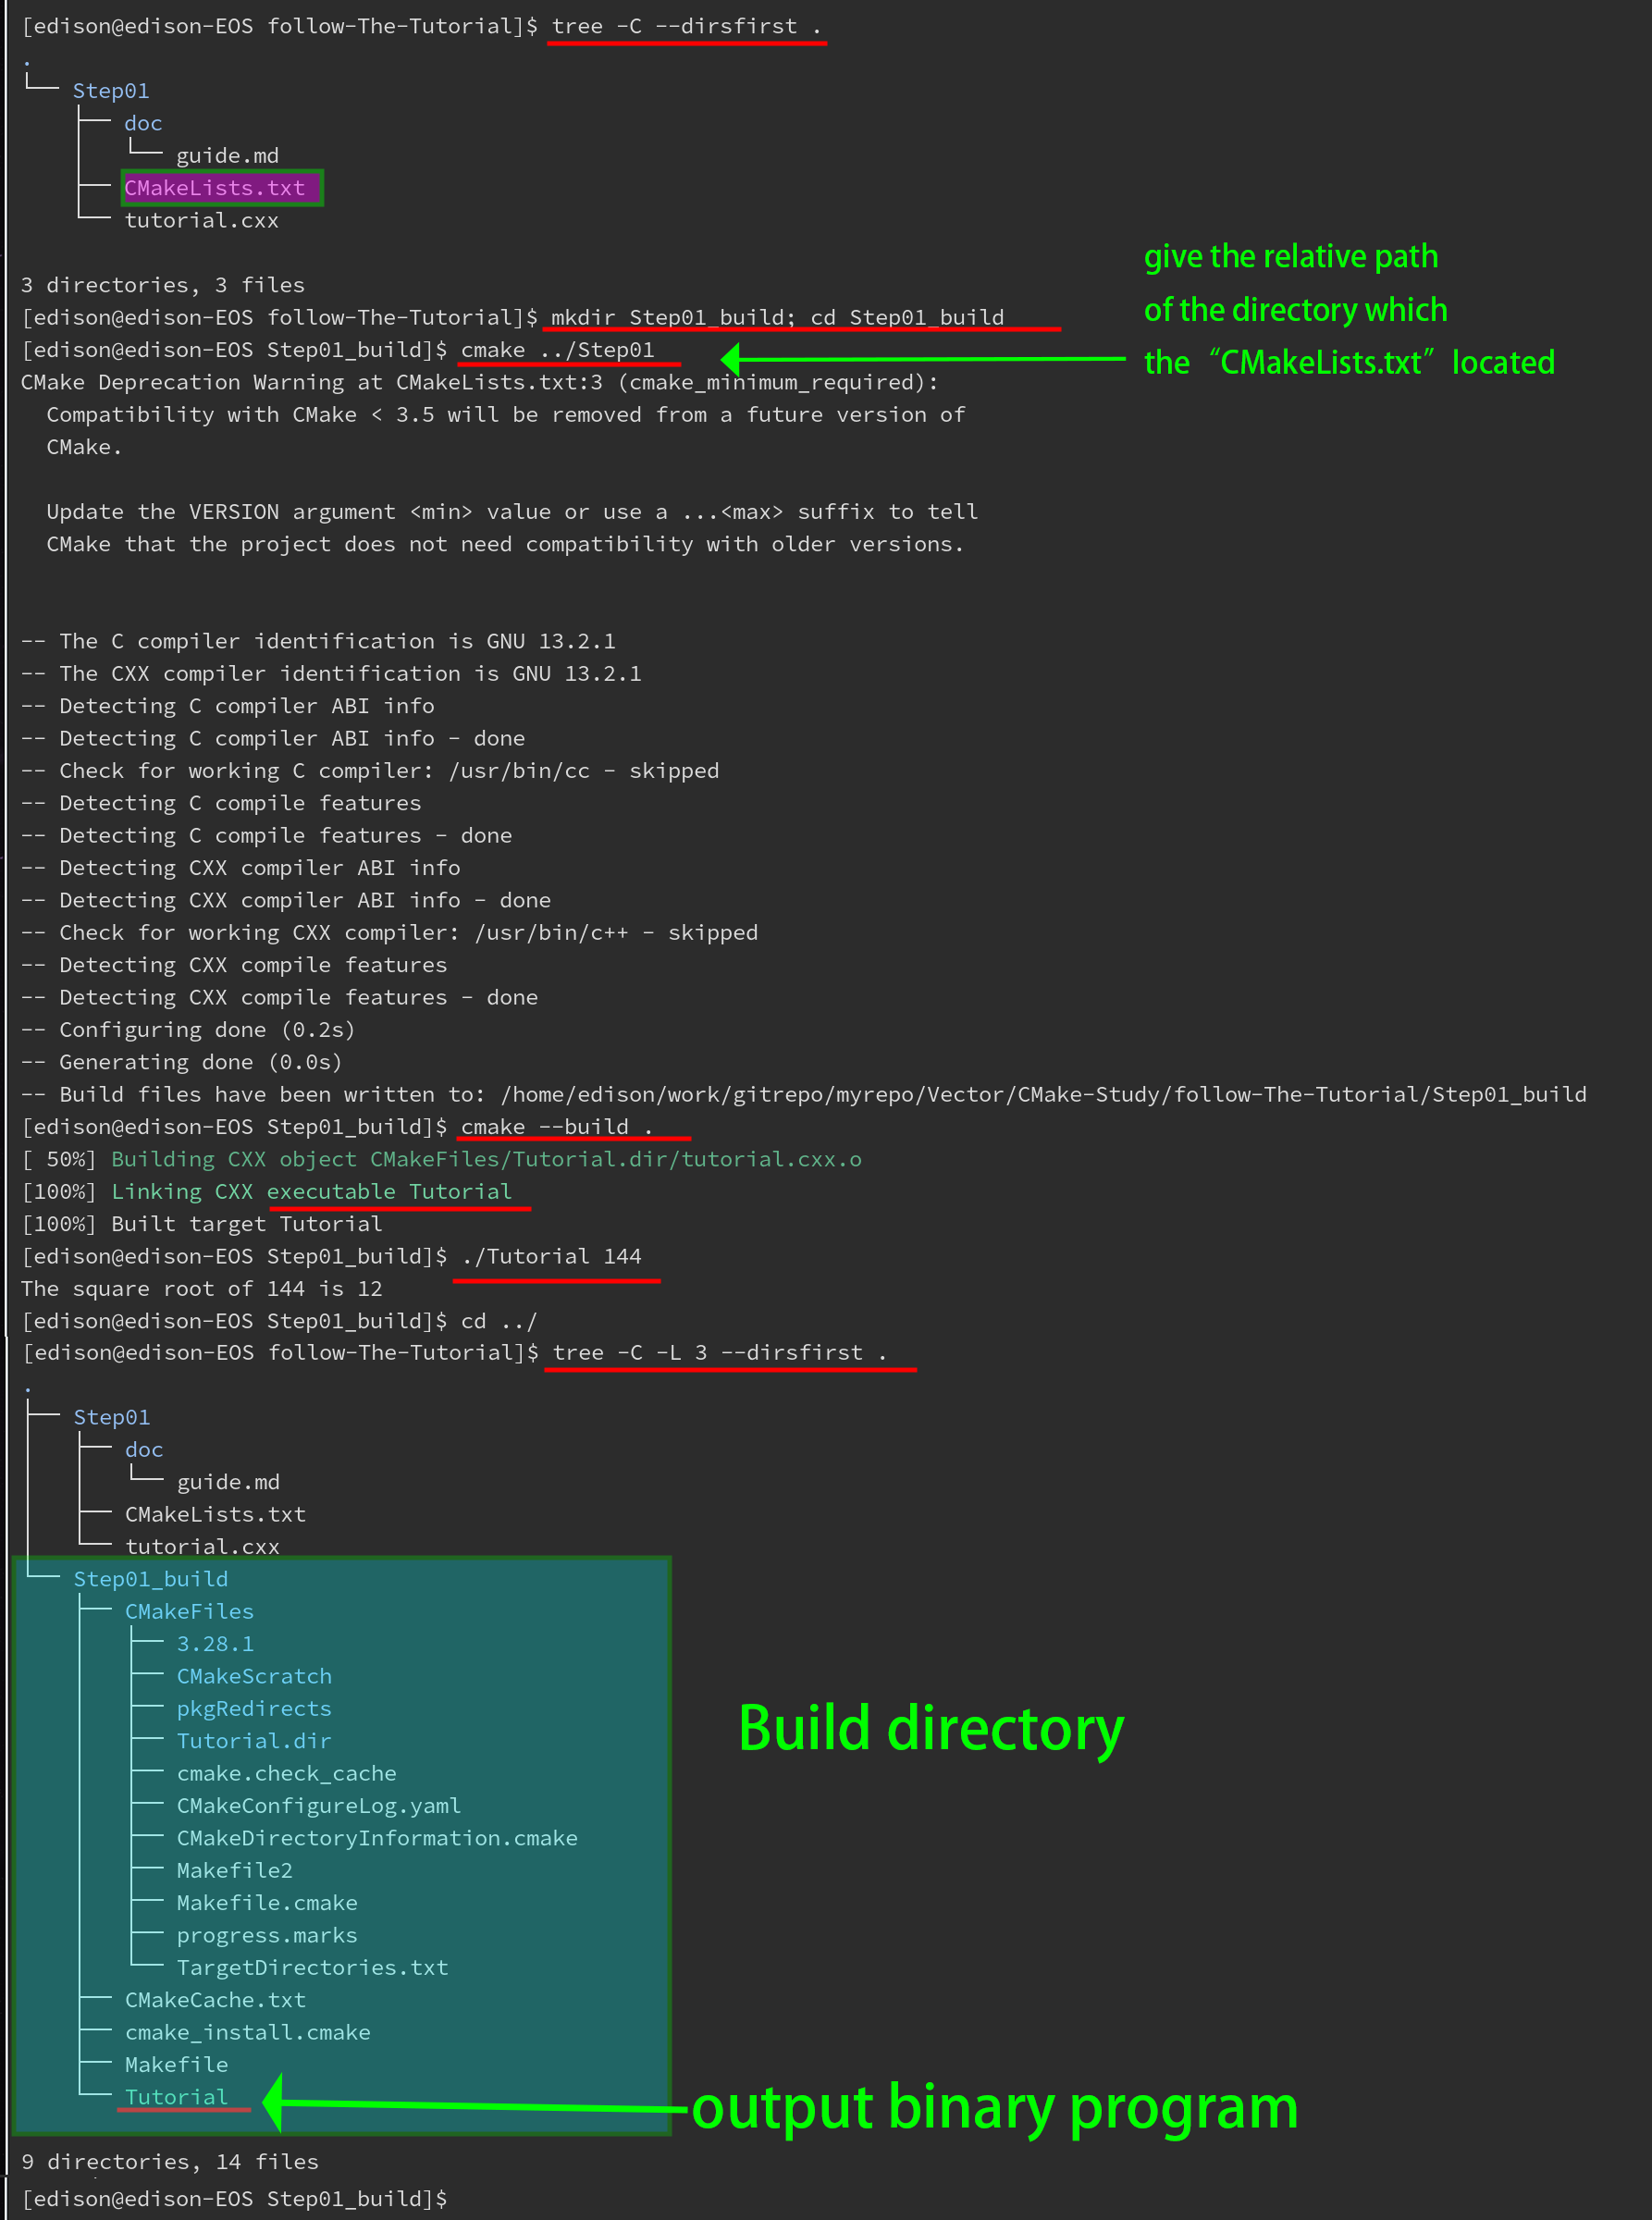 [edison@edison-EOS follow-The-Tutorial]$ tree -C --dirsfirst .
.
└── Step01
    ├── doc
    │   └── guide.md
    ├── CMakeLists.txt
    └── tutorial.cxx
3 directories, 3 files
[edison@edison-EOS follow-The-Tutorial]$ mkdir Step01_build; cd Step01_build
[edison@edison-EOS Step01_build]$ cmake ../Step01
give the relative path
of the directory which
the “CMakeLists.txt” located
CMake Deprecation Warning at CMakeLists.txt:3 (cmake_minimum_required):
  Compatibility with CMake < 3.5 will be removed from a future version of
  CMake.
  Update the VERSION argument <min> value or use a ...<max> suffix to tell
  CMake that the project does not need compatibility with older versions.
-- The C compiler identification is GNU 13.2.1
-- The CXX compiler identification is GNU 13.2.1
-- Detecting C compiler ABI info
-- Detecting C compiler ABI info - done
-- Check for working C compiler: /usr/bin/cc - skipped
-- Detecting C compile features
-- Detecting C compile features - done
-- Detecting CXX compiler ABI info
-- Detecting CXX compiler ABI info - done
-- Check for working CXX compiler: /usr/bin/c++ - skipped
-- Detecting CXX compile features
-- Detecting CXX compile features - done
-- Configuring done (0.2s)
-- Generating done (0.0s)
-- Build files have been written to: /home/edison/work/gitrepo/myrepo/Vector/CMake-Study/follow-The-Tutorial/Step01_build
[edison@edison-EOS Step01_build]$ cmake --build .
[ 50%] Building CXX object CMakeFiles/Tutorial.dir/tutorial.cxx.o
[100%] Linking CXX executable Tutorial
[100%] Built target Tutorial
[edison@edison-EOS Step01_build]$ ./Tutorial 144
The square root of 144 is 12
[edison@edison-EOS Step01_build]$ cd ../
[edison@edison-EOS follow-The-Tutorial]$ tree -C -L 3 --dirsfirst .
.
├── Step01
│   ├── doc
│   │   └── guide.md
│   ├── CMakeLists.txt
│   └── tutorial.cxx
└── Step01_build
    ├── CMakeFiles
    │   ├── 3.28.1
    │   ├── CMakeScratch
    │   ├── pkgRedirects
    │   ├── Tutorial.dir
    │   ├── cmake.check_cache
    │   ├── CMakeConfigureLog.yaml
    │   ├── CMakeDirectoryInformation.cmake
    │   ├── Makefile2
    │   ├── Makefile.cmake
    │   ├── progress.marks
    │   └── TargetDirectories.txt
    ├── CMakeCache.txt
    ├── cmake_install.cmake
    ├── Makefile
    └── Tutorial
Build directory
output binary program
9 directories, 14 files
[edison@edison-EOS Step01_build]$